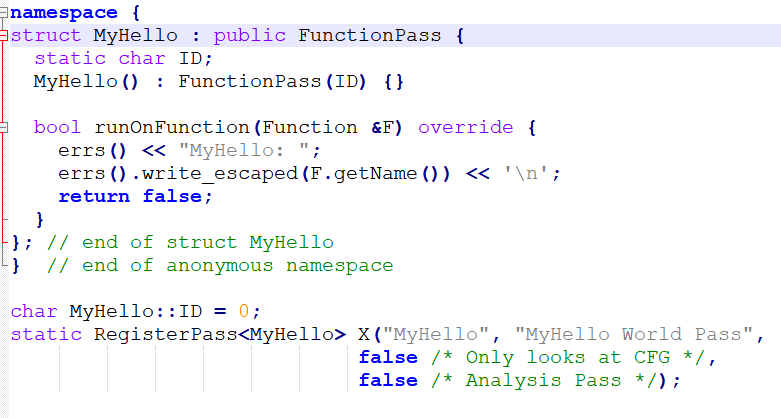 namespace {
struct MyHello : public FunctionPass {
  static char ID;
  MyHello() : FunctionPass(ID) {}

  bool runOnFunction(Function &F) override {
    errs() << "MyHello: ";
    errs().write_escaped(F.getName()) << '\n';
    return false;
  }
}; // end of struct MyHello
}  // end of anonymous namespace

char MyHello::ID = 0;
static RegisterPass<MyHello> X("MyHello", "MyHello World Pass",
                             false /* Only looks at CFG */,
                             false /* Analysis Pass */);